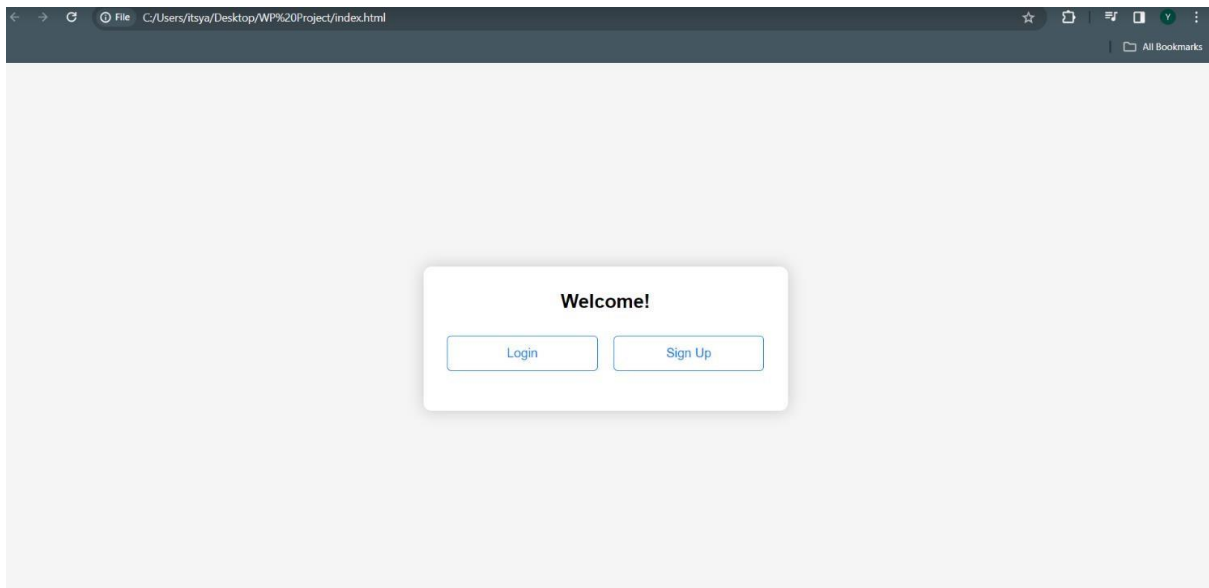 File C:/Users/itsya/Desktop/WP%20Project/index.html
Y
All Bookmarks
Welcome!
Login Sign Up